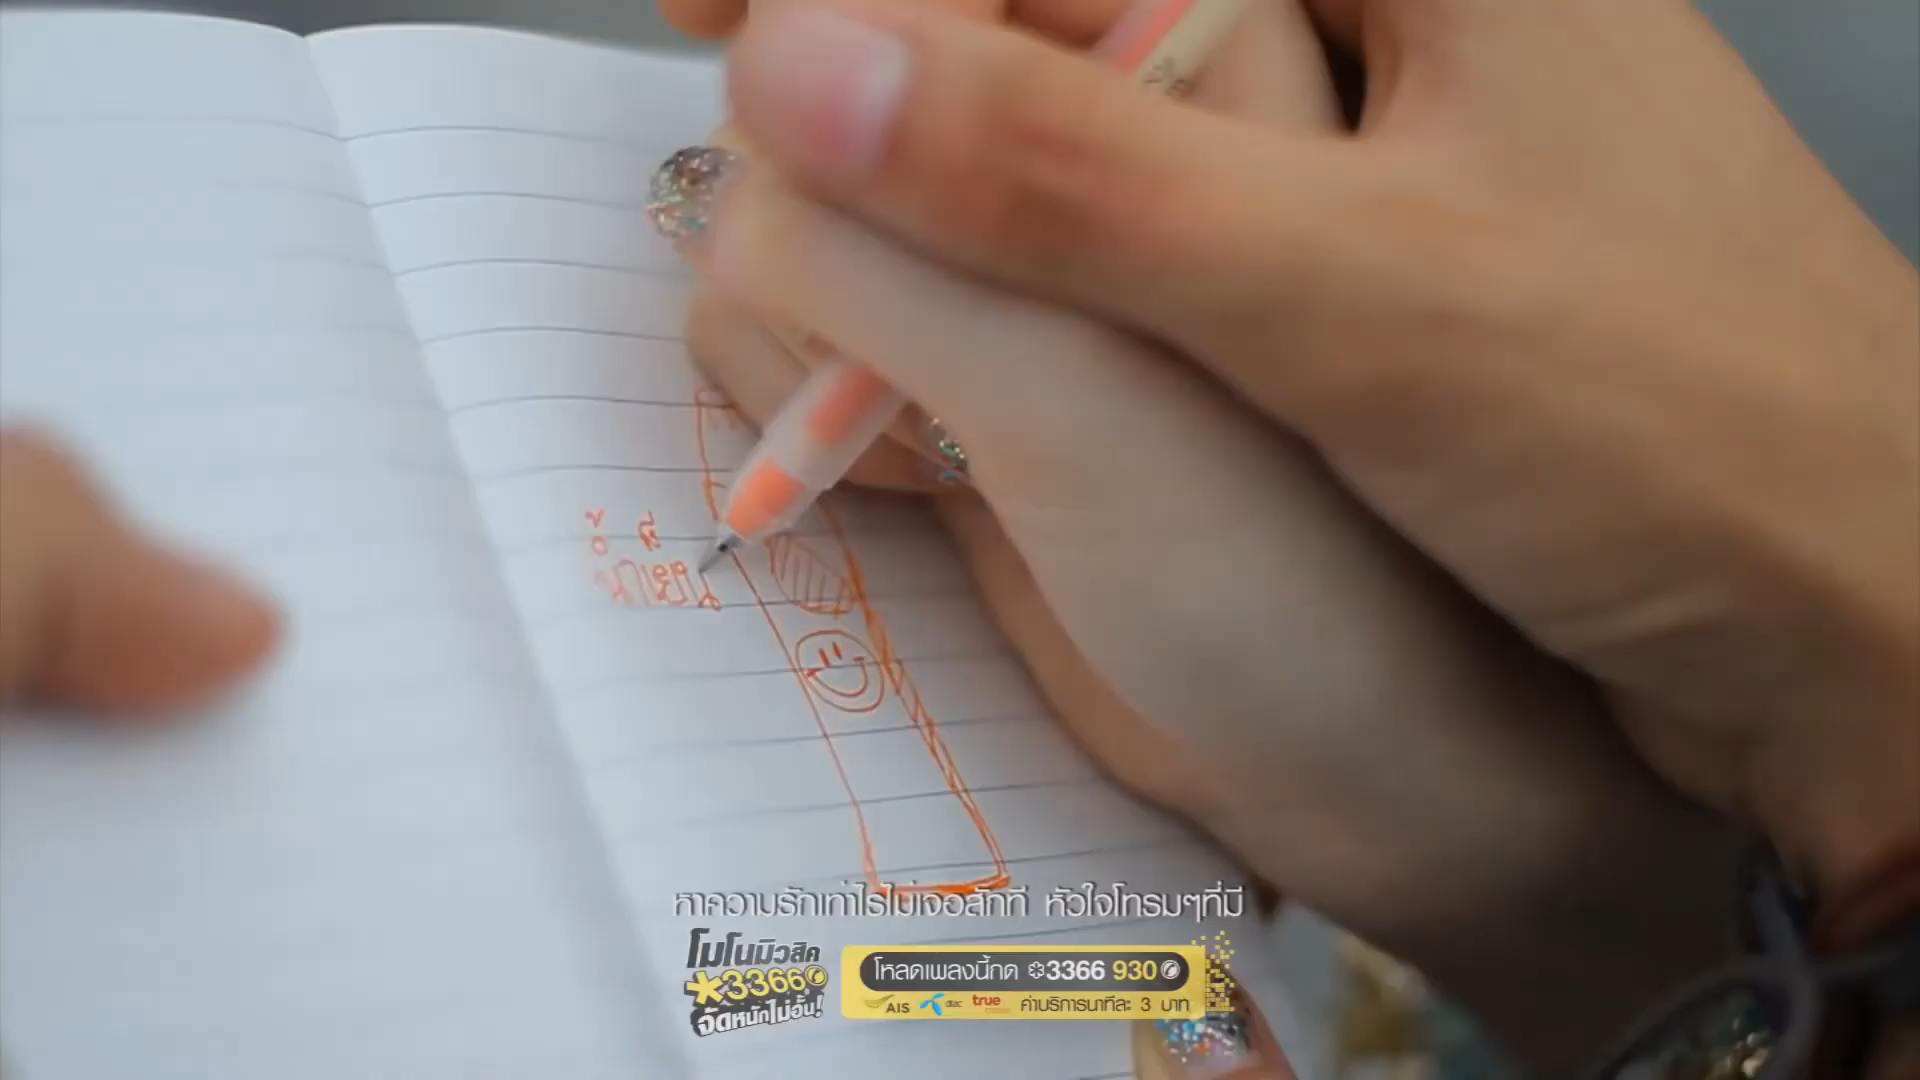 หาความรักเท่าไรไม่เจอสักที หัวใจโทรมๆที่มี
โมโนมิวสิค
*3366
จัดหนักไม่อั้น!
โหลดเพลงนี้กด *3366 930
AIS dtac true ค่าบริการนาทีละ 3 บาท